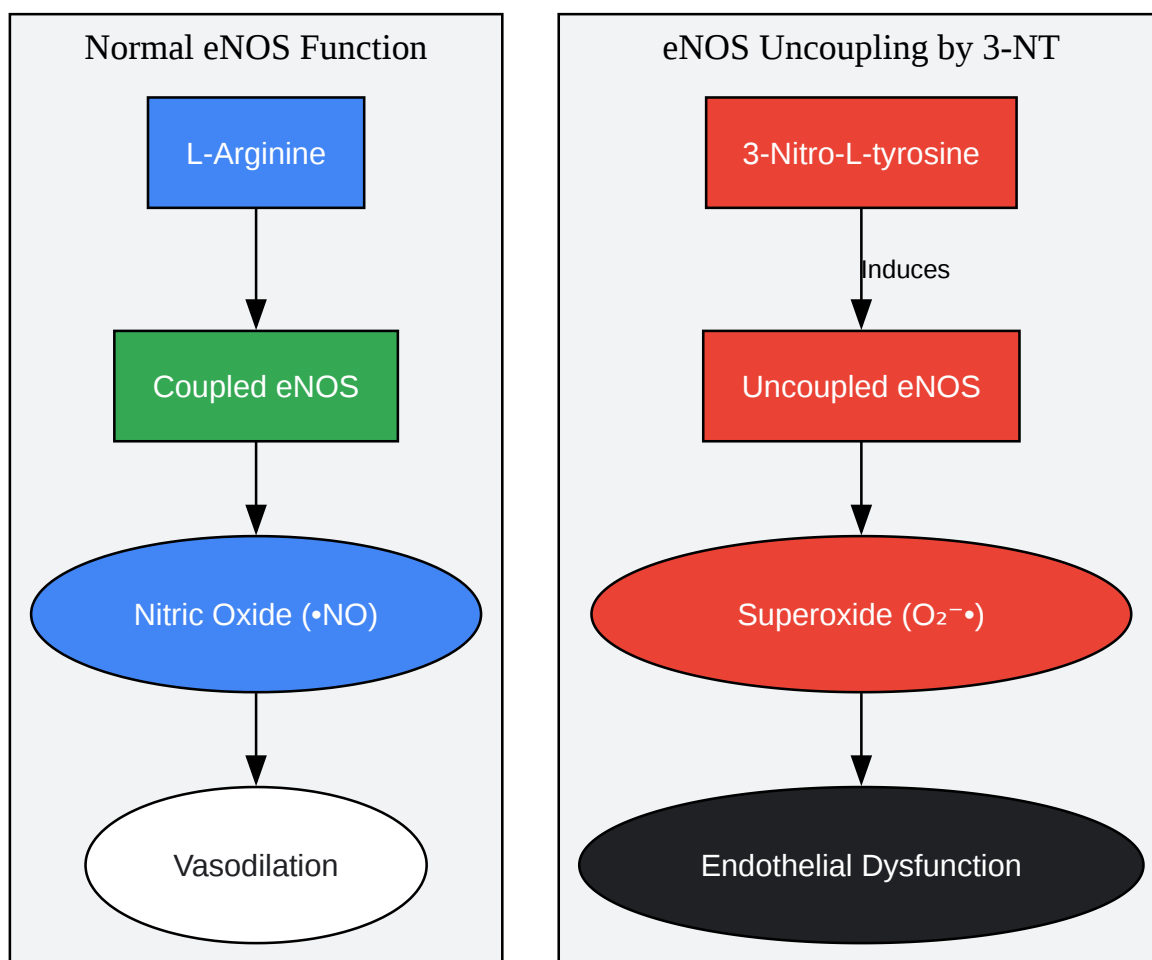 Normal eNOS Function
L-Arginine
Coupled eNOS
Nitric Oxide (•NO)
Vasodilation
eNOS Uncoupling by 3-NT
3-Nitro-L-tyrosine
Induces
Uncoupled eNOS
Superoxide (O₂⁻•)
Endothelial Dysfunction